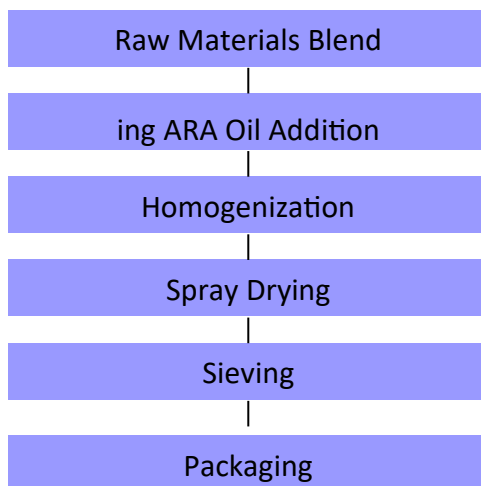 Raw Materials Blend
ing ARA Oil Addition
Homogenization
Spray Drying
Sieving
Packaging